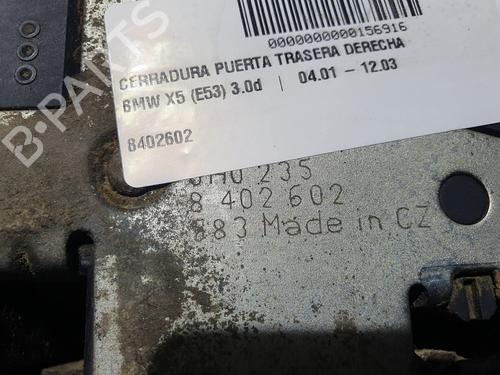 0000000000156916
CERRADURA PUERTA TRASERA DERECHA
BMW X5 (E53) 3.0d | 04.01 – 12.03
8402602
B-PARTS
235
8 402 602
883 Made in CZ